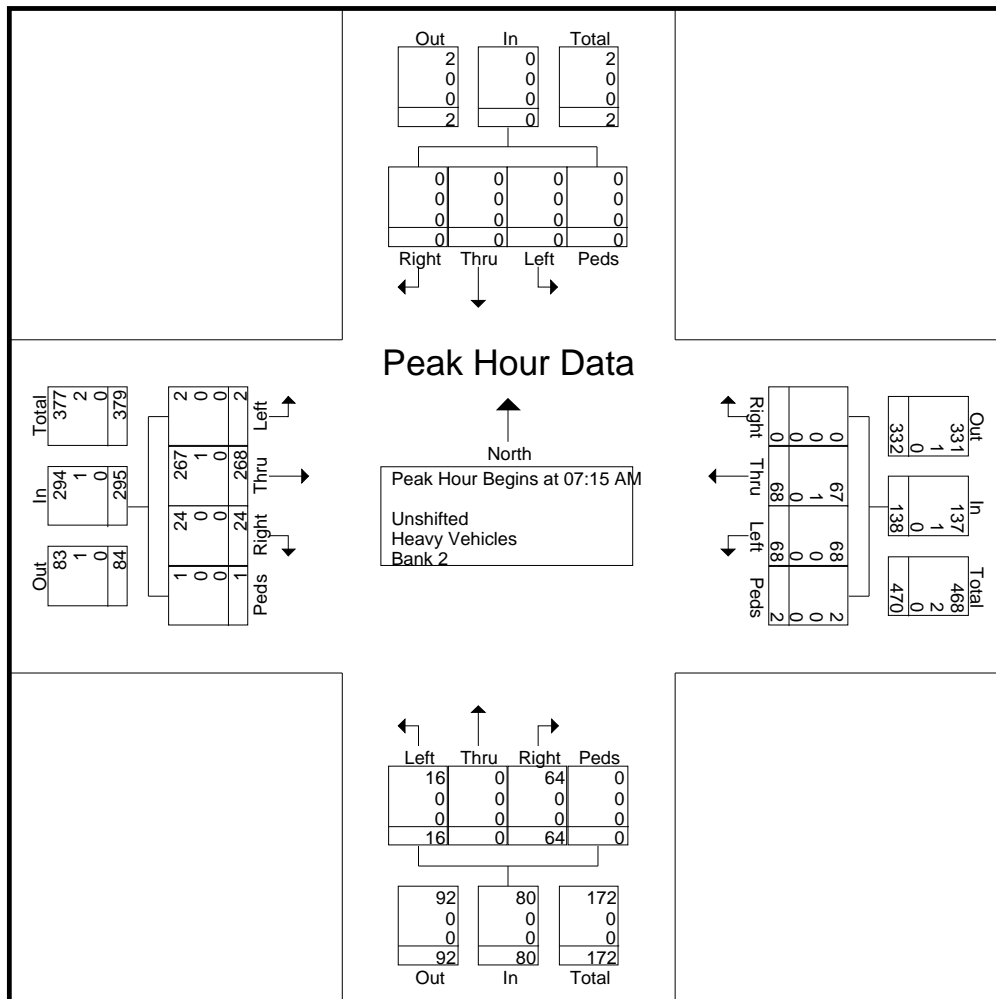 Out In Total
2 0 2
0 0 0
0 0 0
2 0 2
0 0 0 0
0 0 0 0
0 0 0 0
0 0 0 0
Right Thru Left Peds
Peak Hour Data
North
Peak Hour Begins at 07:15 AM
Unshifted
Heavy Vehicles
Bank 2
Total
377
2
0
379
In
294
1
0
295
Out
83
1
0
84
2
0
0
2
Left
267
1
0
268
Thru
24
0
0
24
Right
1
0
0
1
Peds
Right
0
0
0
0
Thru
67
1
0
68
Left
68
0
0
68
Peds
2
0
0
2
Out
331
1
0
332
In
137
1
0
138
Total
468
2
0
470
Left Thru Right Peds
16 0 64 0
0 0 0 0
0 0 0 0
16 0 64 0
92 80 172
0 0 0
0 0 0
92 80 172
Out In Total